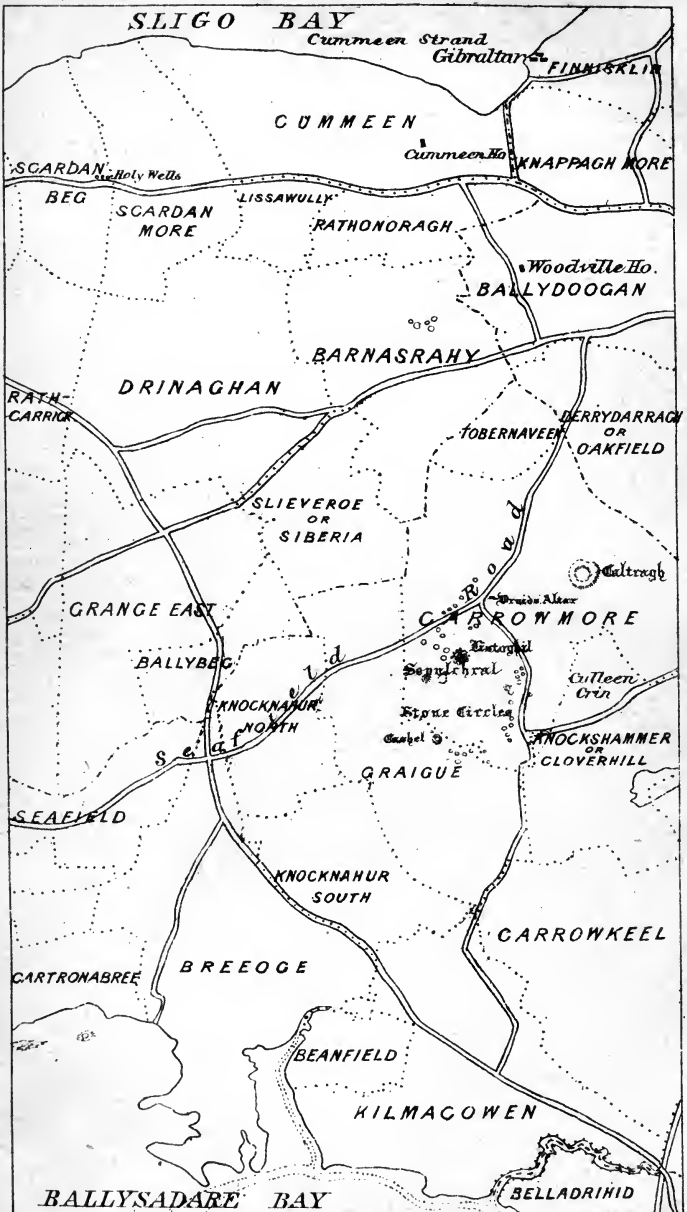 SLIGO BAY
Cummeen Strand
Gibraltar
FINNISKLIN
CUMMEEN
Cummeen Ho
KNAPPAGH MORE
SCARDAN
Holy Wells
BEG
SCARDAN
MORE
LISSAWULLY
RATHONORAGH
Woodville Ho.
BALLYDOOGAN
BARNASRAHY
DRINAGHAN
RATH-
CARRICK
TOBERNAVEEN
DERRYDARRAGH
OR
OAKFIELD
SLIEVEROE
OR
SIBERIA
Caltragh
Druids Altar
GRANGE EAST
CARROWMORE
Listoghil
BALLYBEG
Sepulchral
Culleen
Crin
KNOCKNAHUR
NORTH
Stone Circles
Cashel
KNOCKSHAMMER
OR
CLOVERHILL
GRAIGUE
Seafield Road
SEAFIELD
KNOCKNAHUR
SOUTH
CARROWKEEL
CARTRONABREE
BREEOGE
BEANFIELD
KILMACOWEN
BALLYSADARE BAY
BELLADRIHID